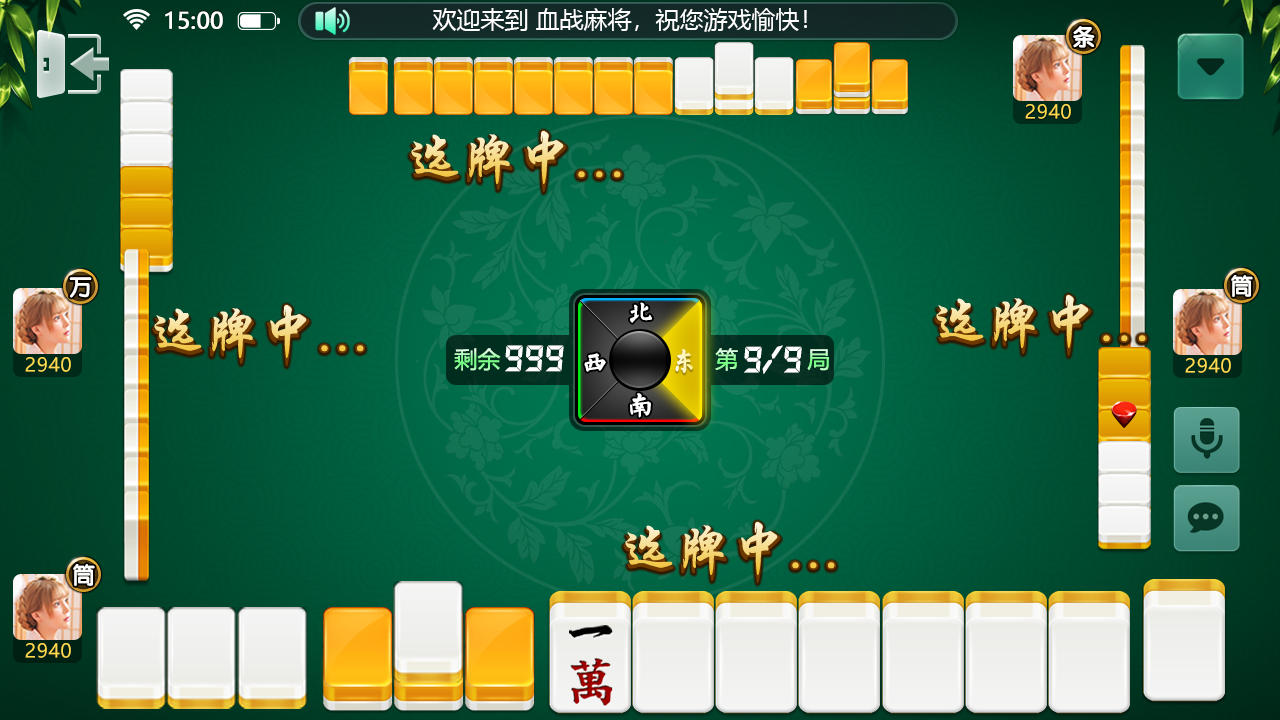 15:00
欢迎来到 血战麻将，祝您游戏愉快！
条
2940
选牌中...
万
2940
选牌中...
选牌中...
筒
2940
北
西
东
南
剩余999
第9/9局
选牌中...
筒
2940
一
萬